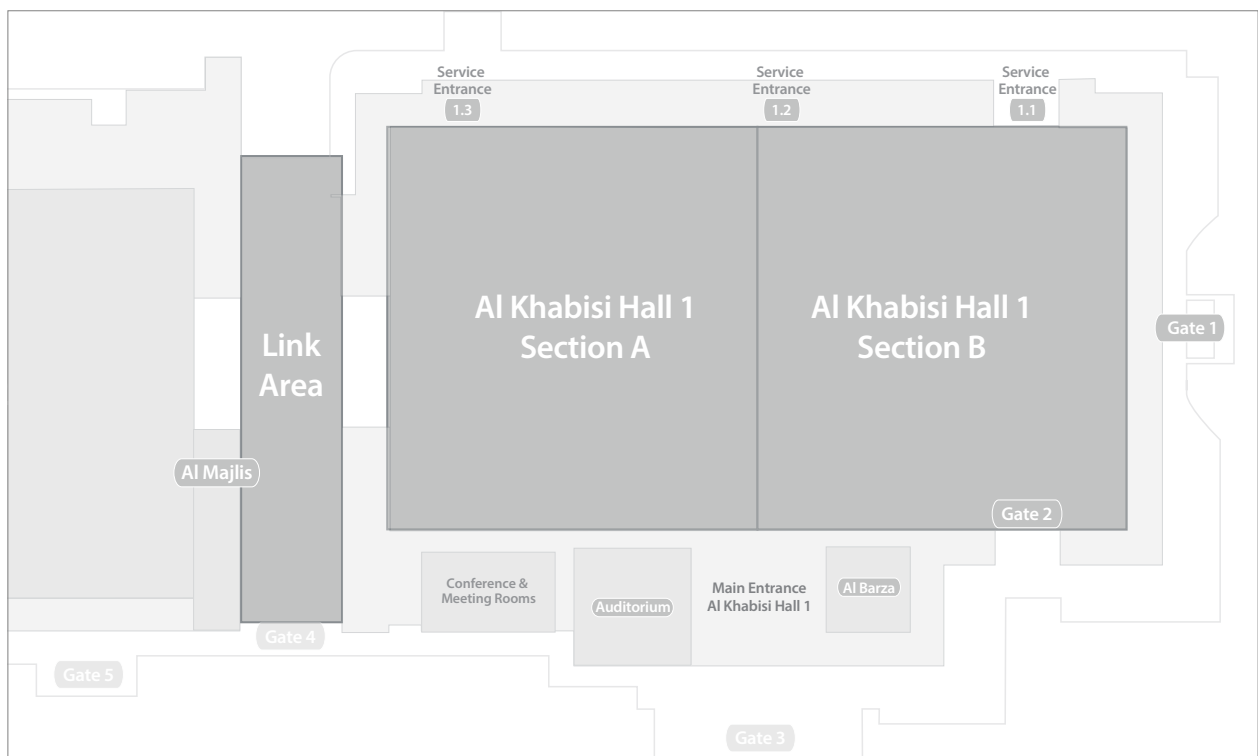 Service
Entrance
1.3
Service
Entrance
1.2
Service
Entrance
1.1
Al Khabisi Hall 1
Section A
Al Khabisi Hall 1
Section B
Link
Area
Gate 1
Al Majlis
Gate 2
Conference &
Meeting Rooms
Auditorium
Main Entrance
Al Khabisi Hall 1
Al Barza
Gate 4
Gate 5
Gate 3